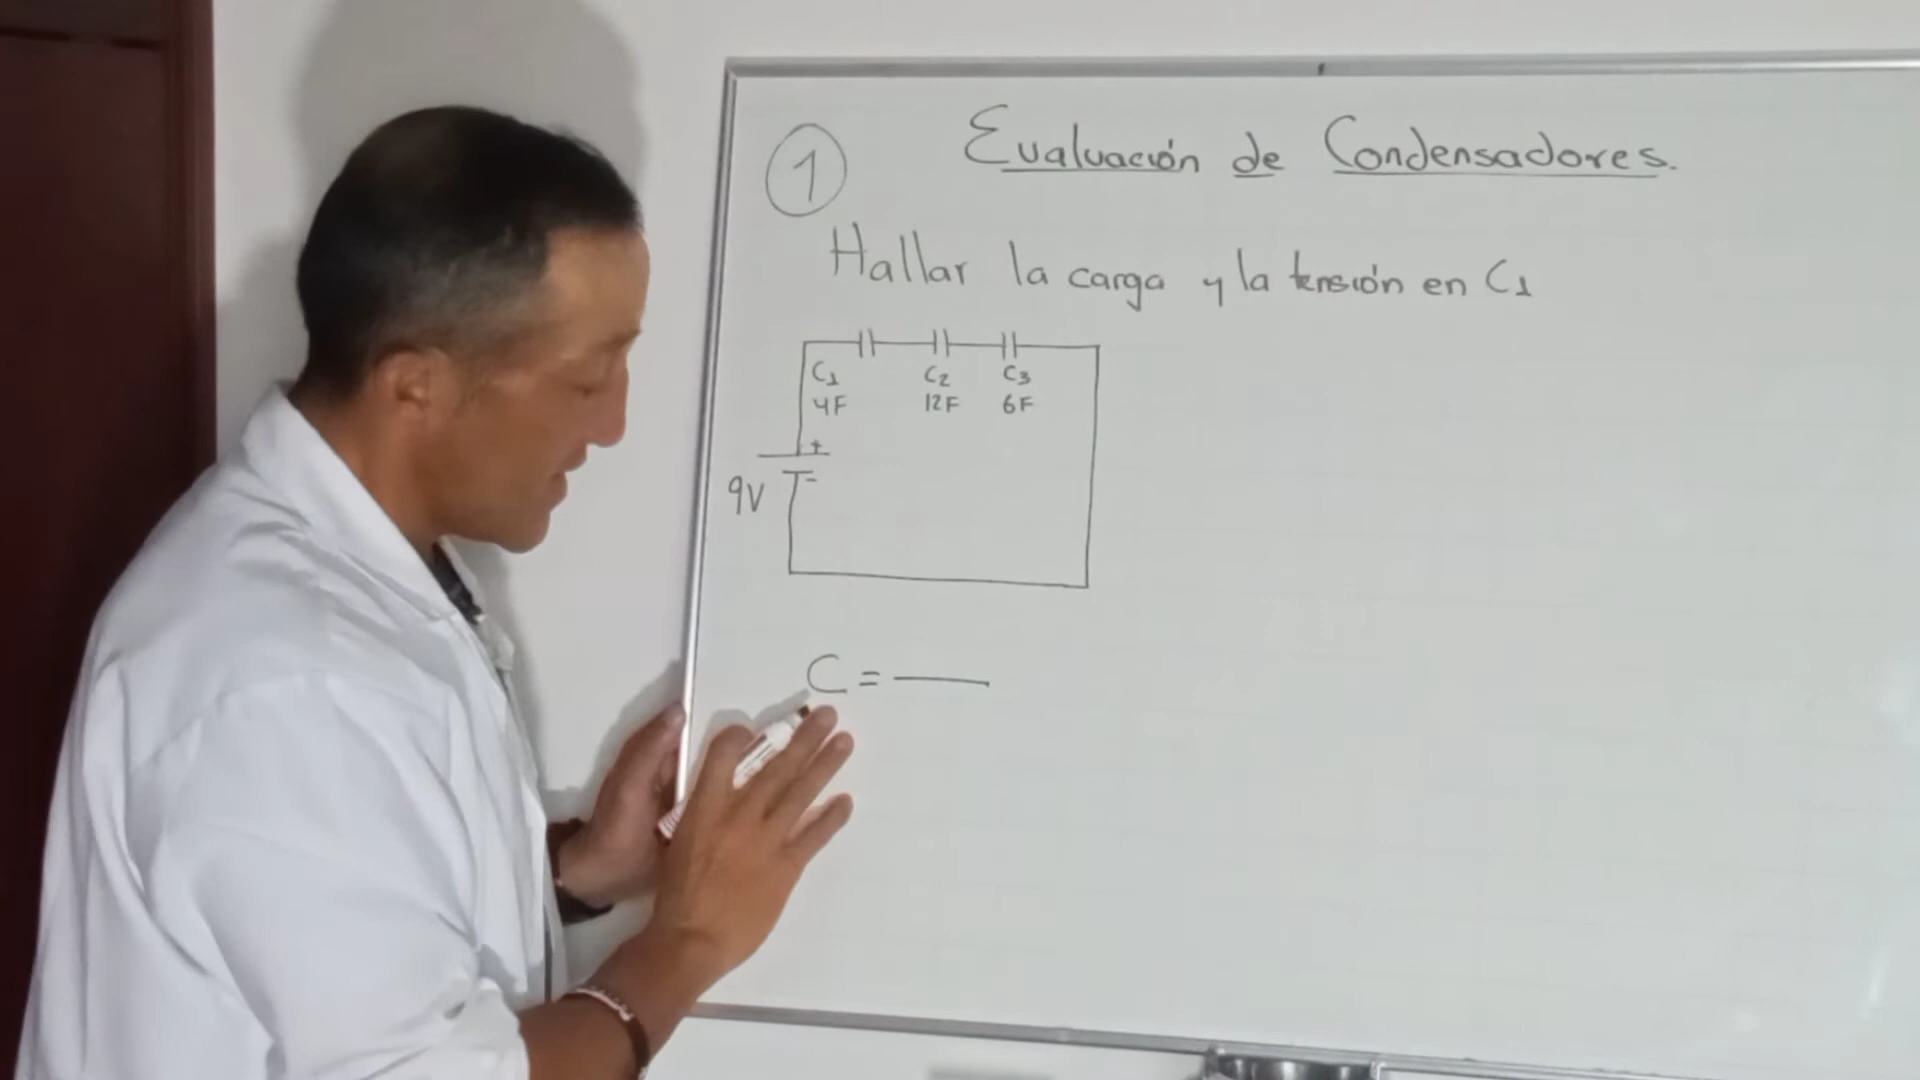 Evaluación de Condensadores.
1
Hallar la carga y la tensión en C1
C1 C2 C3
4F 12F 6F
+
9V -
C = —